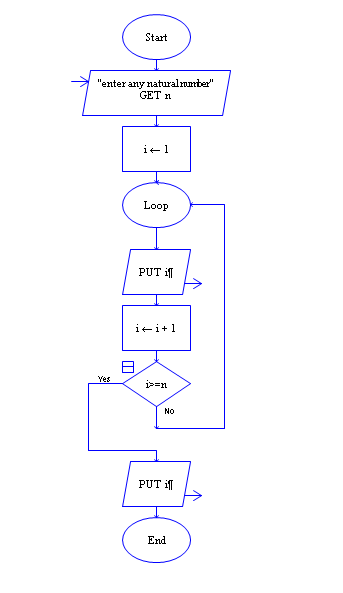 Start
"enter any natural number"
GET n
i ← 1
Loop
PUT i¶
i ← i + 1
i>=n
Yes
No
PUT i¶
End